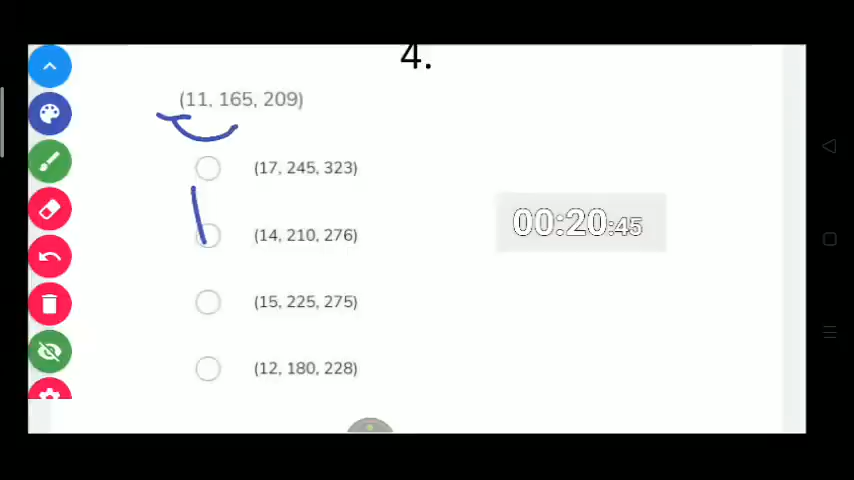 4.
(11, 165, 209)
(17, 245, 323)
(14, 210, 276)
00:20:45
(15, 225, 275)
(12, 180, 228)